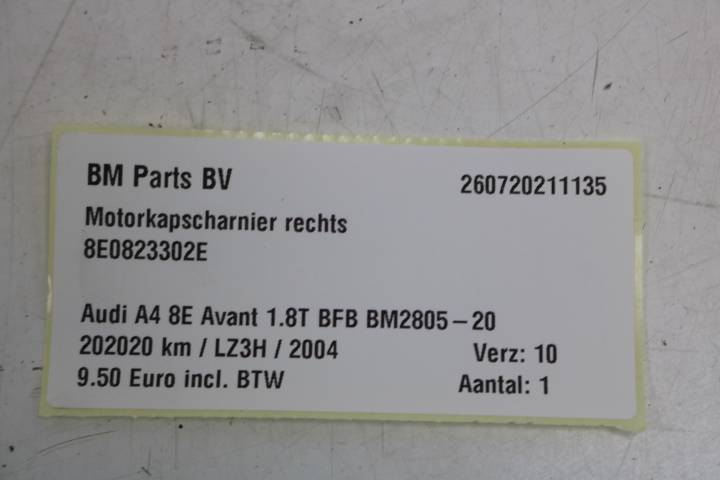 BM Parts BV 260720211135
Motorkapscharnier rechts
8E0823302E
Audi A4 8E Avant 1.8T BFB BM2805-20
202020 km / LZ3H / 2004 Verz: 10
9.50 Euro incl. BTW Aantal: 1